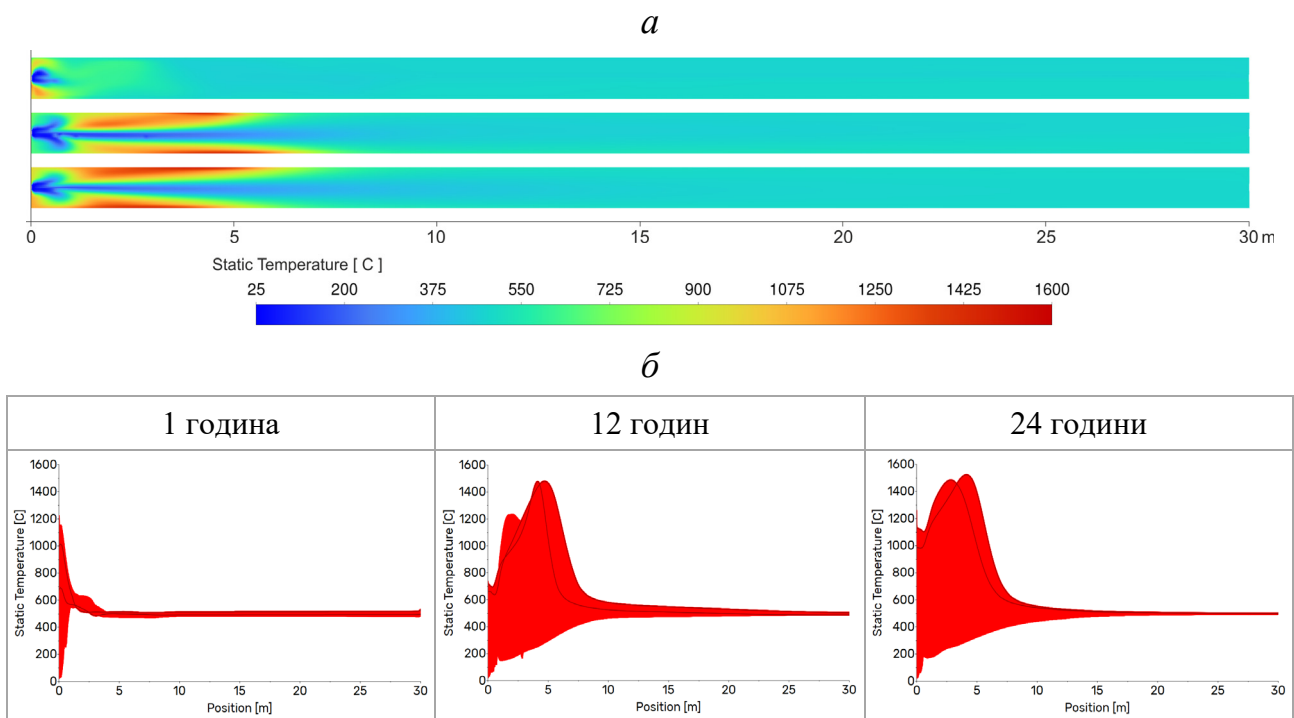 а
0 5 10 15 20 25 30 m
Static Temperature [ C ]
25 200 375 550 725 900 1075 1250 1425 1600
б
1 година 12 годин 24 години
1600 1600 1600
1400 1400 1400
1200 1200 1200
1000 1000 1000
800 800 800
600 600 600
400 400 400
200 200 200
0 0 0
Static Temperature [C] Static Temperature [C] Static Temperature [C]
0 5 10 15 20 25 30 0 5 10 15 20 25 30 0 5 10 15 20 25 30
Position [m] Position [m] Position [m]